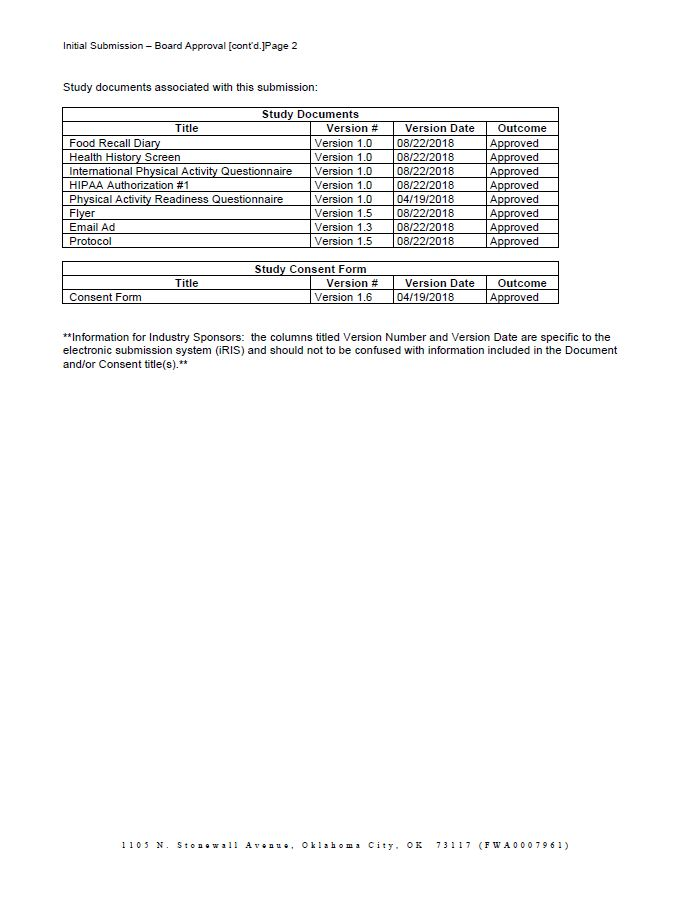 Initial Submission – Board Approval [cont'd.]Page 2
Study documents associated with this submission:
Study Documents
Title Version # Version Date Outcome
Food Recall Diary Version 1.0 08/22/2018 Approved
Health History Screen Version 1.0 08/22/2018 Approved
International Physical Activity Questionnaire Version 1.0 08/22/2018 Approved
HIPAA Authorization #1 Version 1.0 08/22/2018 Approved
Physical Activity Readiness Questionnaire Version 1.0 04/19/2018 Approved
Flyer Version 1.5 08/22/2018 Approved
Email Ad Version 1.3 08/22/2018 Approved
Protocol Version 1.5 08/22/2018 Approved
Study Consent Form
Title Version # Version Date Outcome
Consent Form Version 1.6 04/19/2018 Approved
**Information for Industry Sponsors: the columns titled Version Number and Version Date are specific to the
electronic submission system (iRIS) and should not to be confused with information included in the Document
and/or Consent title(s).**
1105 N. Stonewall Avenue, Oklahoma City, OK 73117 (FWA0007961)